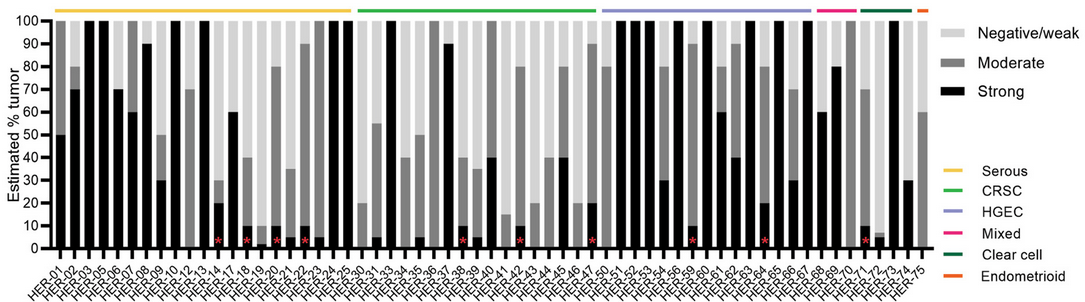 Estimated % tumor
100
90
80
70
60
50
40
30
20
10
0
* * * * * * * * * *
HER-01
HER-02
HER-03
HER-05
HER-06
HER-07
HER-08
HER-09
HER-10
HER-12
HER-13
HER-14
HER-17
HER-18
HER-19
HER-20
HER-21
HER-22
HER-23
HER-24
HER-25
HER-30
HER-31
HER-33
HER-34
HER-35
HER-36
HER-37
HER-38
HER-39
HER-40
HER-41
HER-42
HER-43
HER-44
HER-45
HER-46
HER-47
HER-50
HER-51
HER-52
HER-53
HER-54
HER-56
HER-59
HER-60
HER-61
HER-62
HER-63
HER-64
HER-65
HER-66
HER-67
HER-68
HER-69
HER-70
HER-71
HER-72
HER-73
HER-74
HER-75
Negative/weak
Moderate
Strong
Serous
CRSC
HGEC
Mixed
Clear cell
Endometrioid